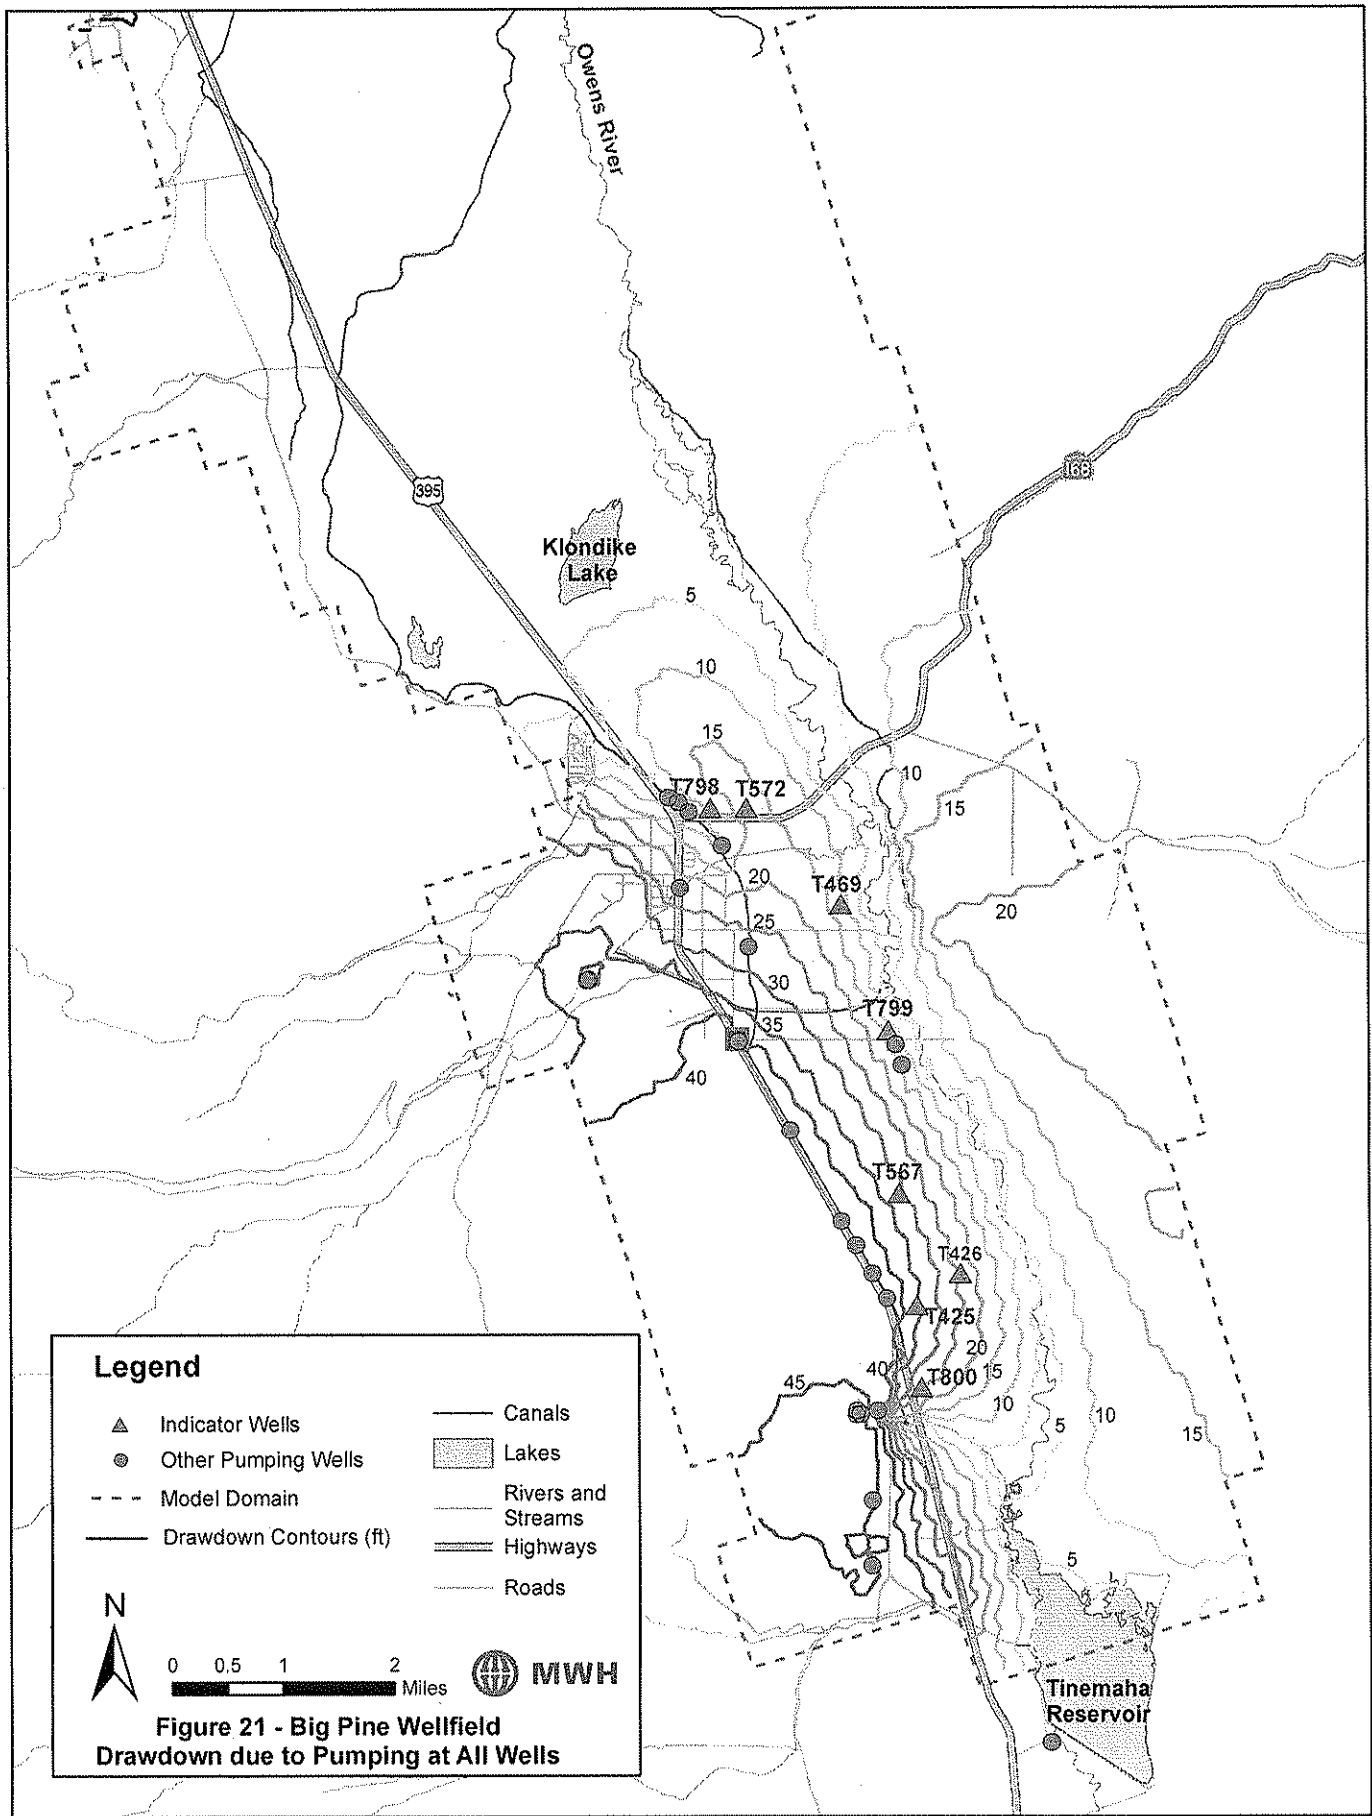 Owens River
395
168
Klondike
Lake
5
10
15
T798
T572
10
15
20
T469
20
25
30
T799
35
40
T567
T426
T425
20
40
T800
15
45
10
5
10
15
5
Tinemaha
Reservoir
Legend
Indicator Wells
Other Pumping Wells
Model Domain
Drawdown Contours (ft)
Canals
Lakes
Rivers and
Streams
Highways
Roads
N
0 0.5 1 2
Miles
MWH
Figure 21 - Big Pine Wellfield
Drawdown due to Pumping at All Wells